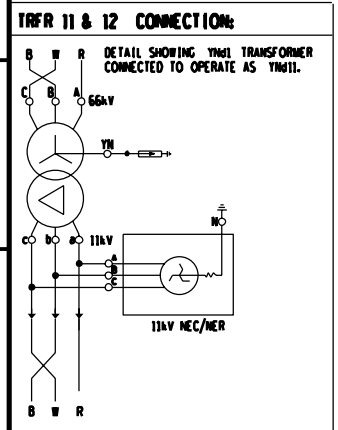 TRFR 11 & 12 CONNECTION:
B W R
DETAIL SHOWING YNd1 TRANSFORMER
CONNECTED TO OPERATE AS YNd11.
C B A
66kV
YN
N
c b a 11kV
A
B
C
11kV NEC/NER
B W R